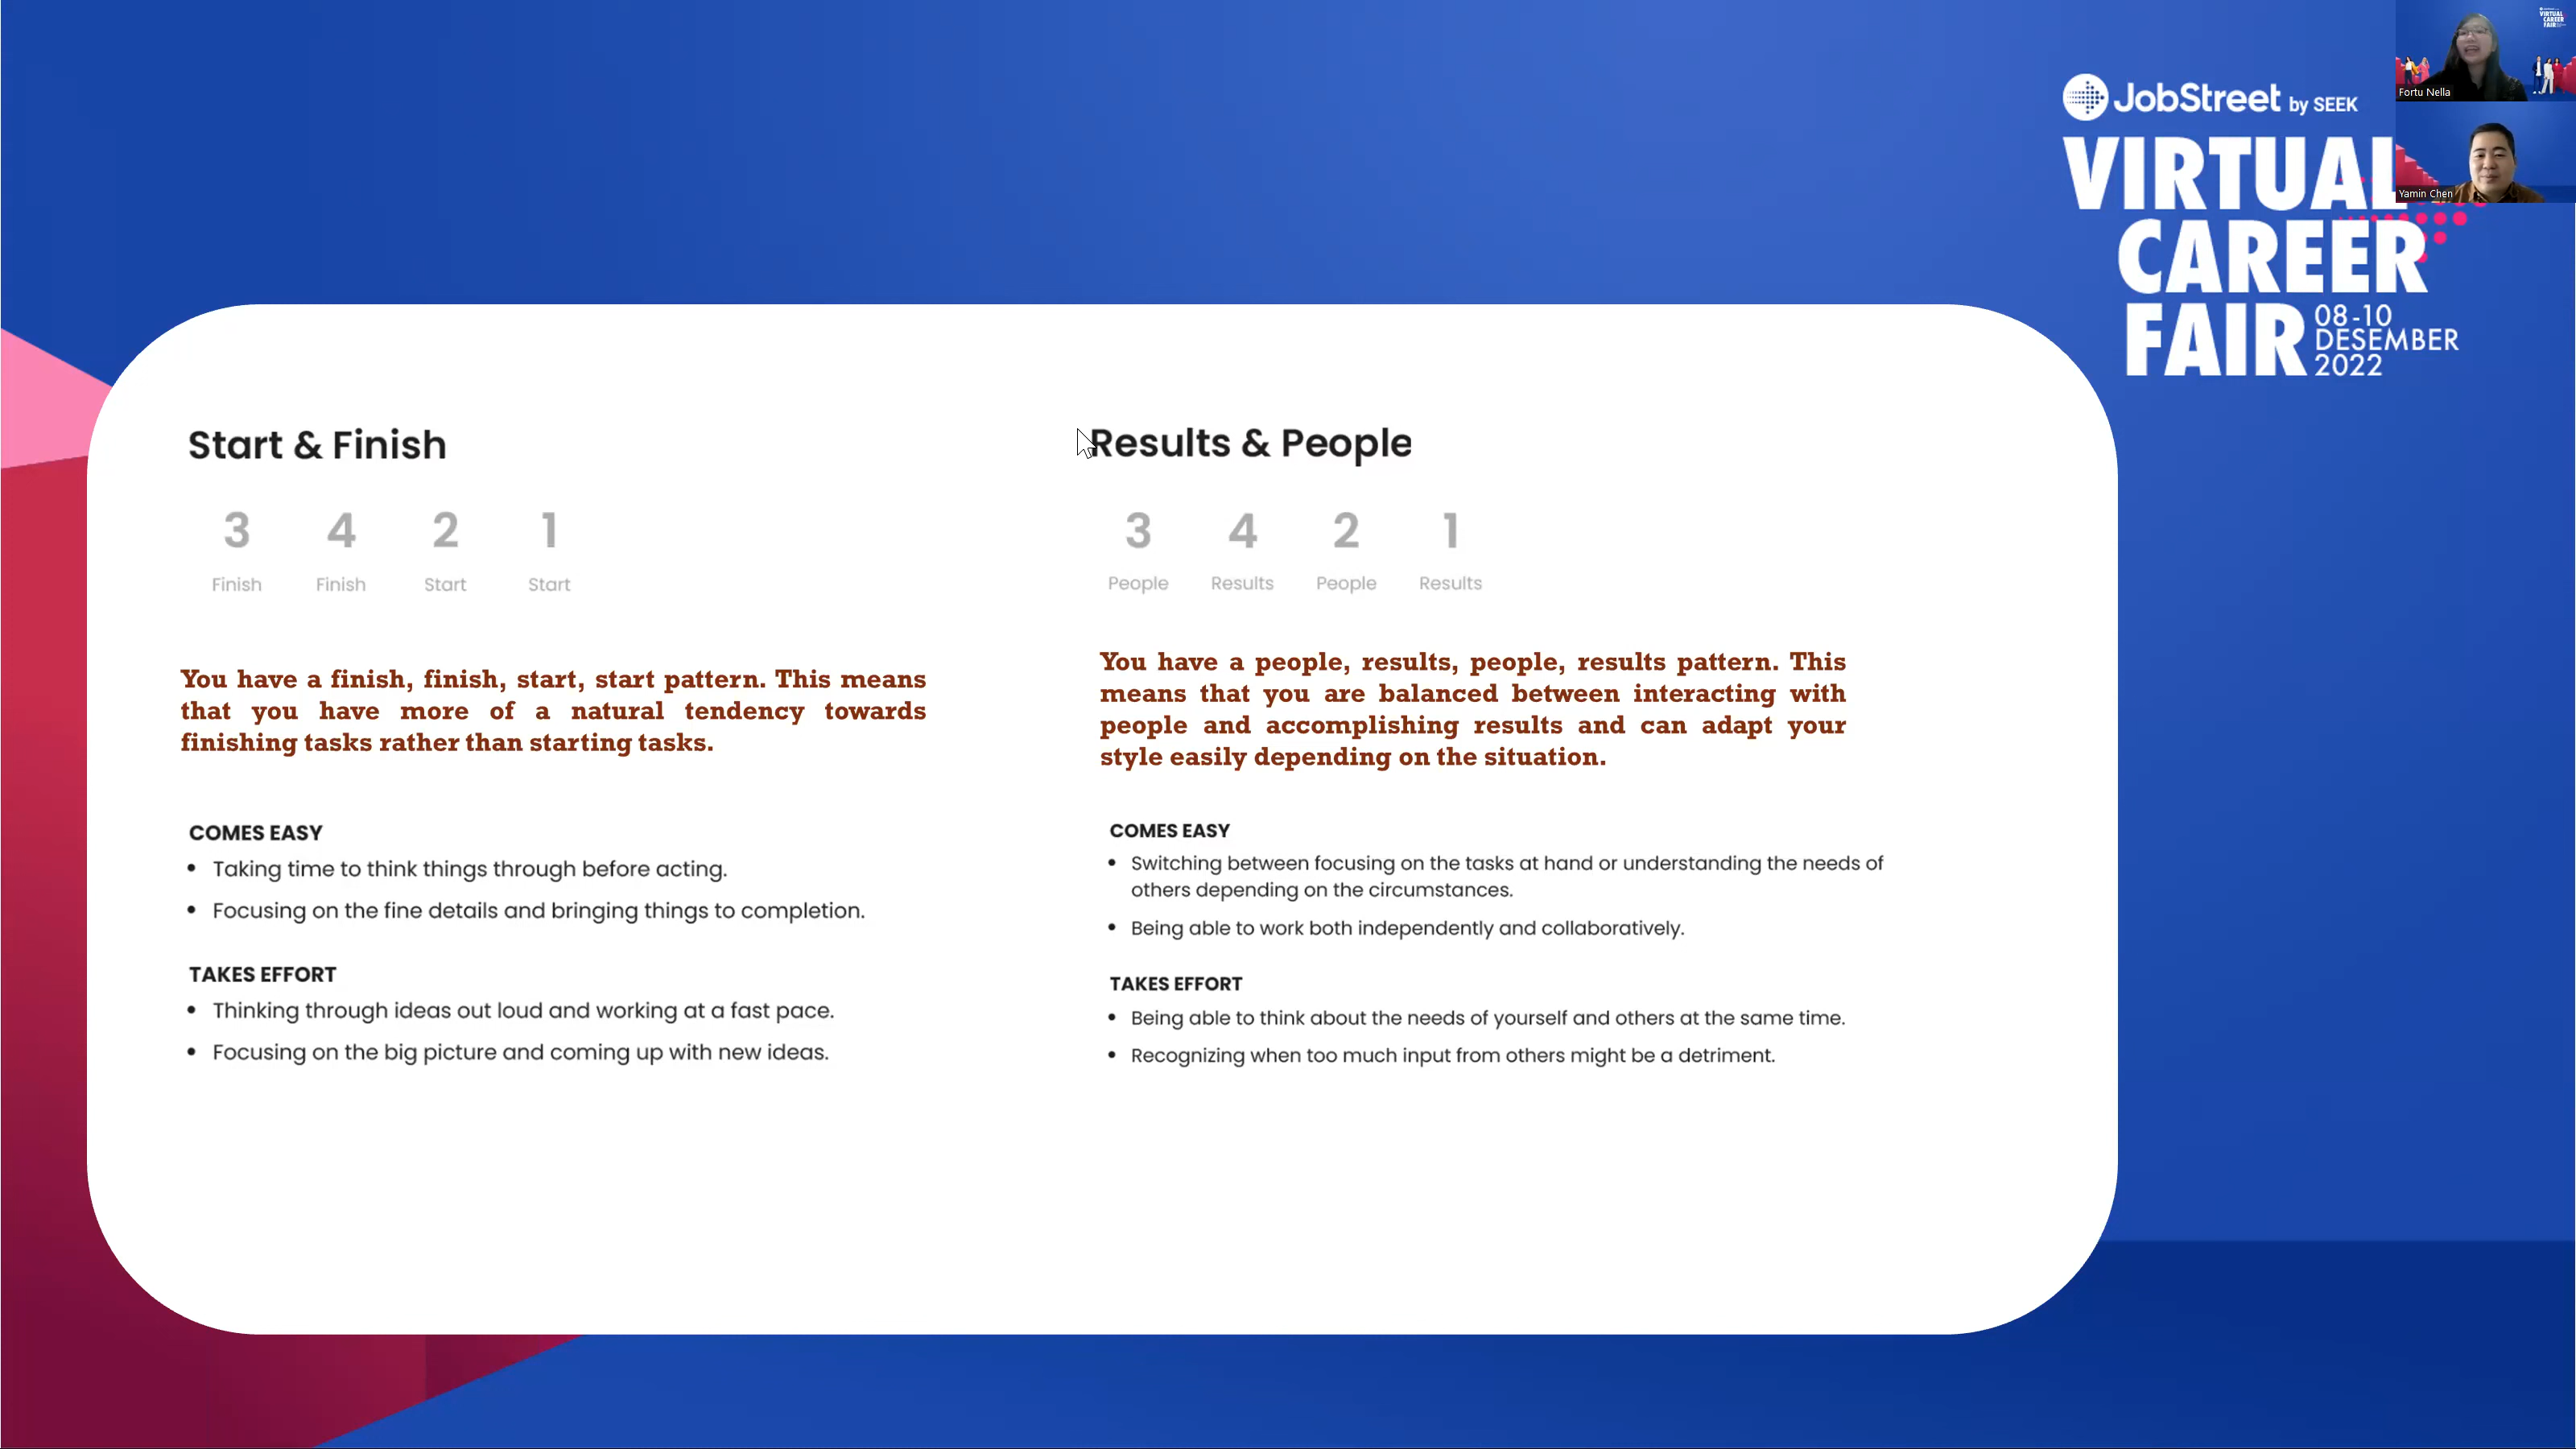 Fortu Nella
JobStreet by SEEK
Yamin Chen
VIRTUAL
CAREER
FAIR 08-10
DESEMBER
2022
Start & Finish
3 4 2 1
Finish Finish Start Start
You have a finish, finish, start, start pattern. This means
that you have more of a natural tendency towards
finishing tasks rather than starting tasks.
COMES EASY
• Taking time to think things through before acting.
• Focusing on the fine details and bringing things to completion.
TAKES EFFORT
• Thinking through ideas out loud and working at a fast pace.
• Focusing on the big picture and coming up with new ideas.
Results & People
3 4 2 1
People Results People Results
You have a people, results, people, results pattern. This
means that you are balanced between interacting with
people and accomplishing results and can adapt your
style easily depending on the situation.
COMES EASY
• Switching between focusing on the tasks at hand or understanding the needs of
others depending on the circumstances.
• Being able to work both independently and collaboratively.
TAKES EFFORT
• Being able to think about the needs of yourself and others at the same time.
• Recognizing when too much input from others might be a detriment.
VIRTUAL
CAREER
FAIR